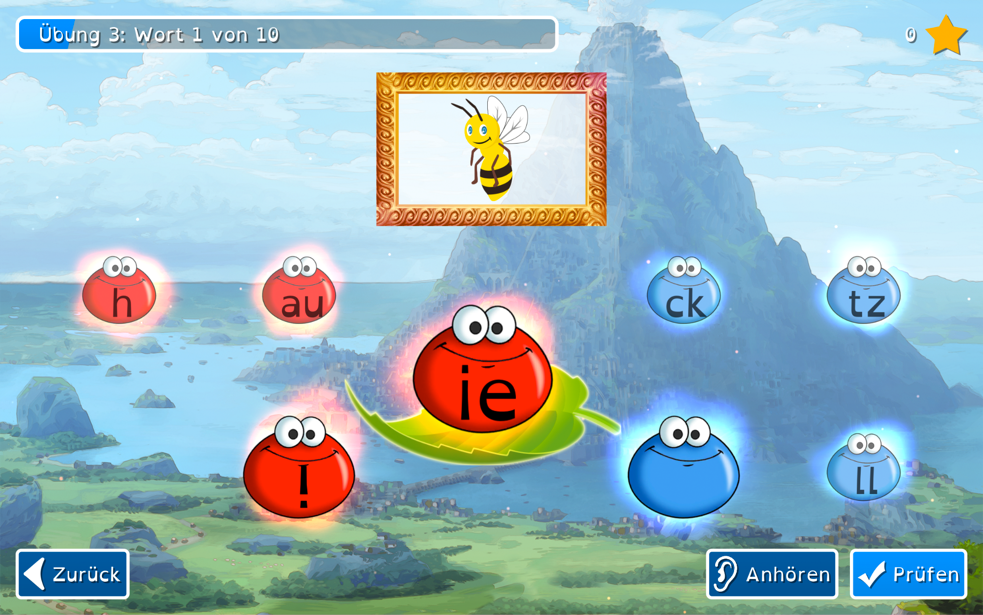 Übung 3: Wort 1 von 10
0
h
au
ck
tz
ie
!
ll
Zurück
Anhören
Prüfen